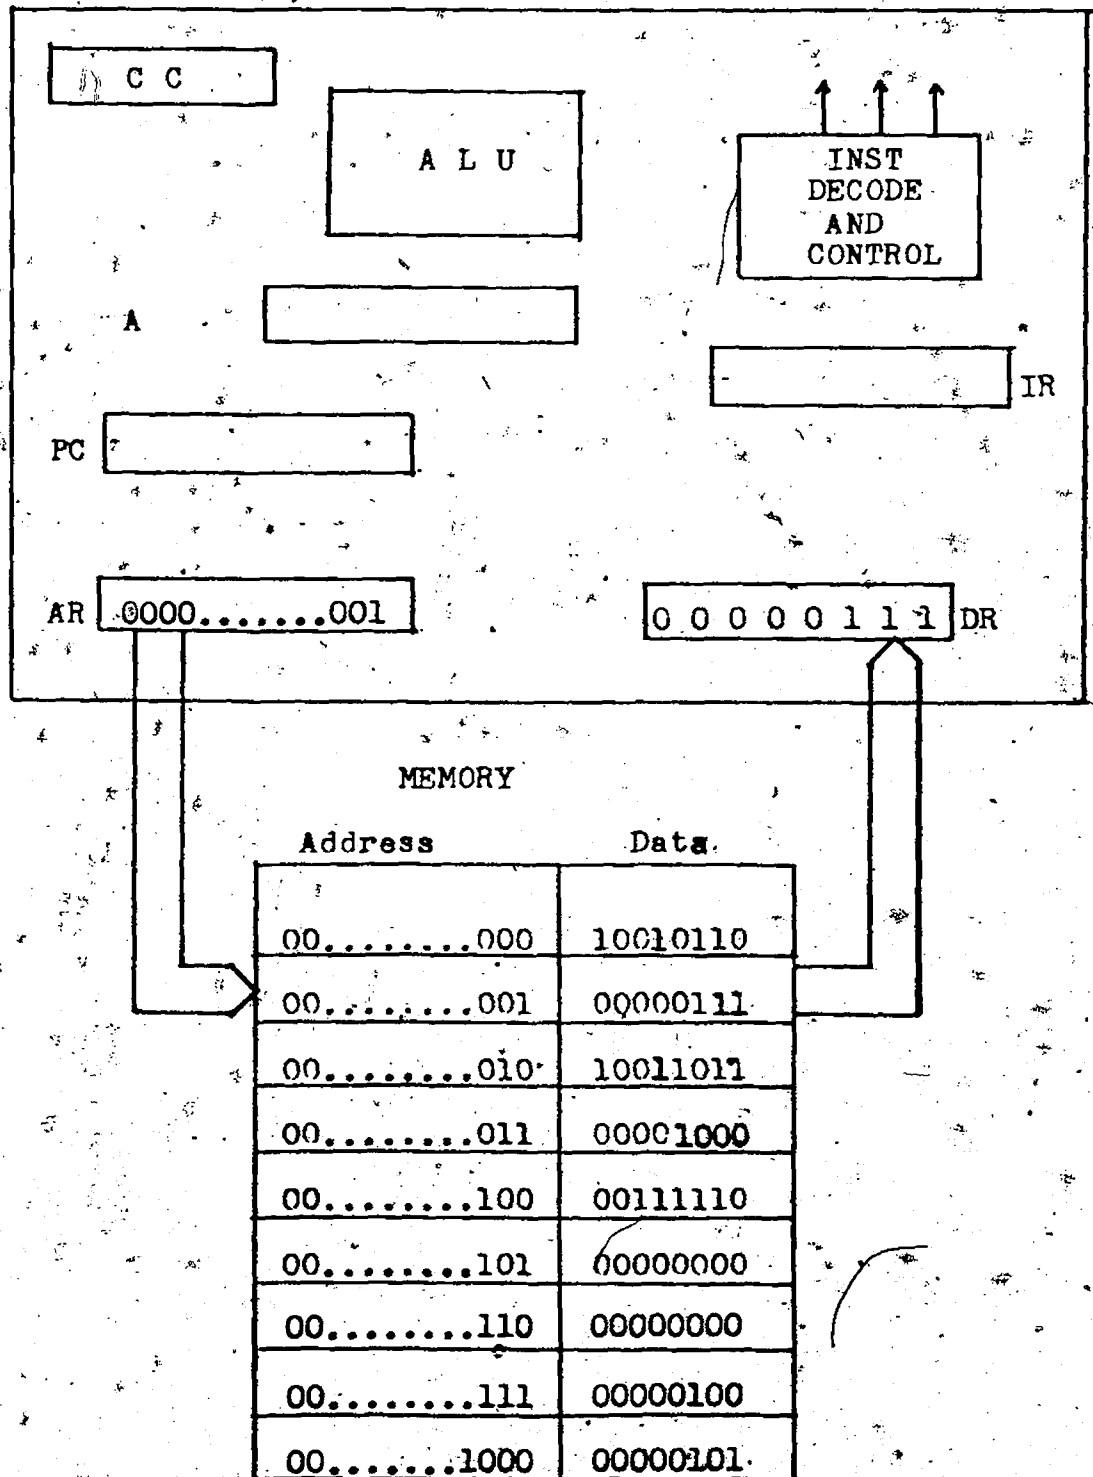 C C
A L U
INST
DECODE
AND
CONTROL
A
IR
PC
AR 0000.......001
0 0 0 0 0 1 1 1 DR
MEMORY
Address Data
00........000 10010110
00........001 00000111
00........010 10011011
00........011 00001000
00........100 00111110
00........101 00000000
00........110 00000000
00........111 00000100
00.......1000 00000101